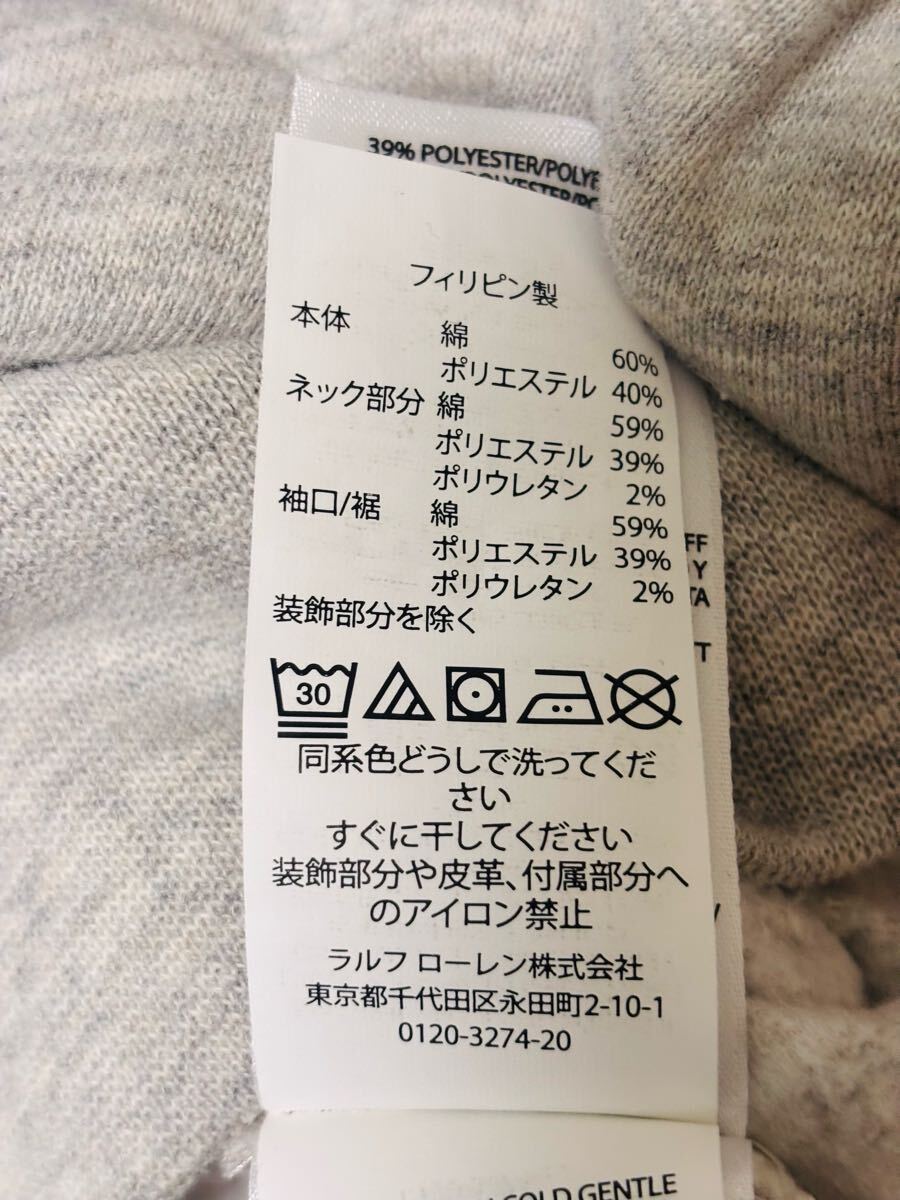 39% POLYESTER/POLYE
POLYESTER/PO
フィリピン製
本体 綿 60%
ポリエステル 40%
ネック部分 綿 59%
ポリエステル 39%
ポリウレタン 2%
袖口/裾 綿 59%
ポリエステル 39%
ポリウレタン 2%
装飾部分を除く
30
同系色どうしで洗ってくだ
さい
すぐに干してください
装飾部分や皮革、付属部分へ
のアイロン禁止
ラルフ ローレン株式会社
東京都千代田区永田町2-10-1
0120-3274-20
FF
Y
TA
T
COLD GENTLE